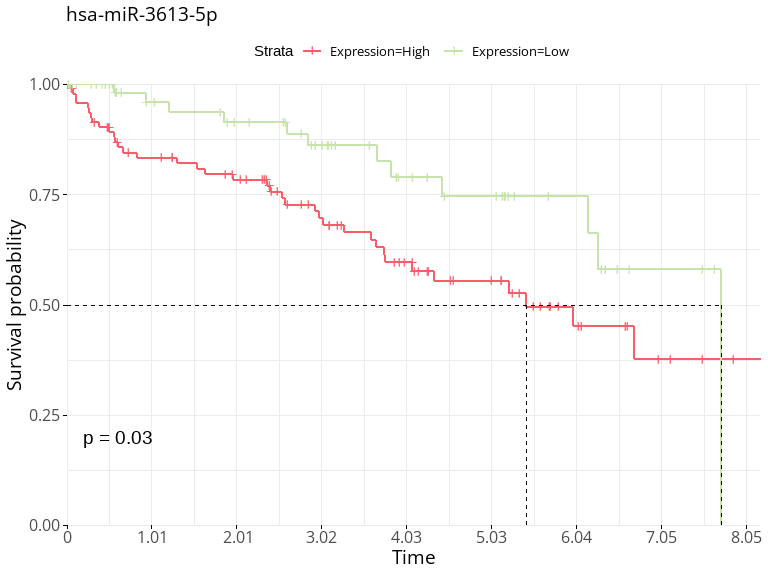 hsa-miR-3613-5p
Strata Expression=High Expression=Low
1.00
0.75
0.50
0.25
0.00
Survival probability
p = 0.03
0 1.01 2.01 3.02 4.03 5.03 6.04 7.05 8.05
Time